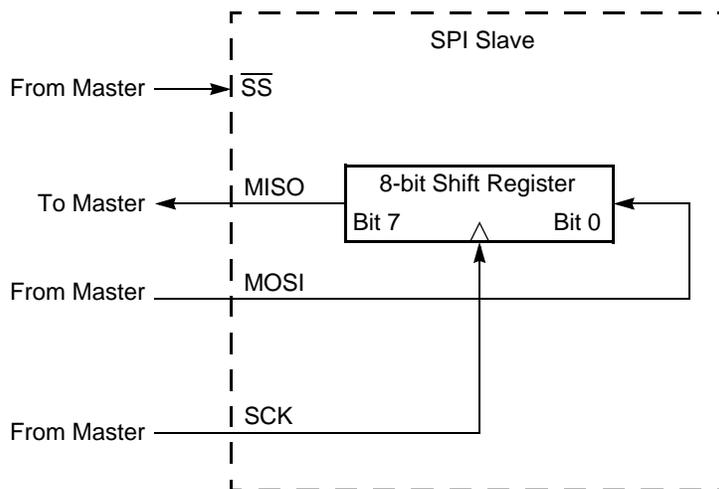 SPI Slave
From Master
SS
To Master
MISO
8-bit Shift Register
Bit 7
Bit 0
From Master
MOSI
From Master
SCK